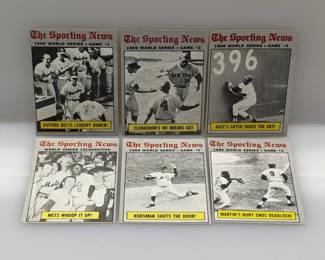 The Sporting News
1969 WORLD SERIES • GAME #1
BUFORD BELTS LEADOFF HOMER!
The Sporting News
1969 WORLD SERIES • GAME #2
NEW YORK
CLENDENON'S HR BREAKS ICE!
The Sporting News
1969 WORLD SERIES • GAME #3
396
AGEE'S CATCH SAVES THE DAY!
The Sporting News
WORLD SERIES CELEBRATION
METS WHOOP IT UP!
The Sporting News
1969 WORLD SERIES • GAME #5
KOOSMAN SHUTS THE DOOR!
The Sporting News
1969 WORLD SERIES • GAME #4
9
MARTIN'S BUNT ENDS DEADLOCK!